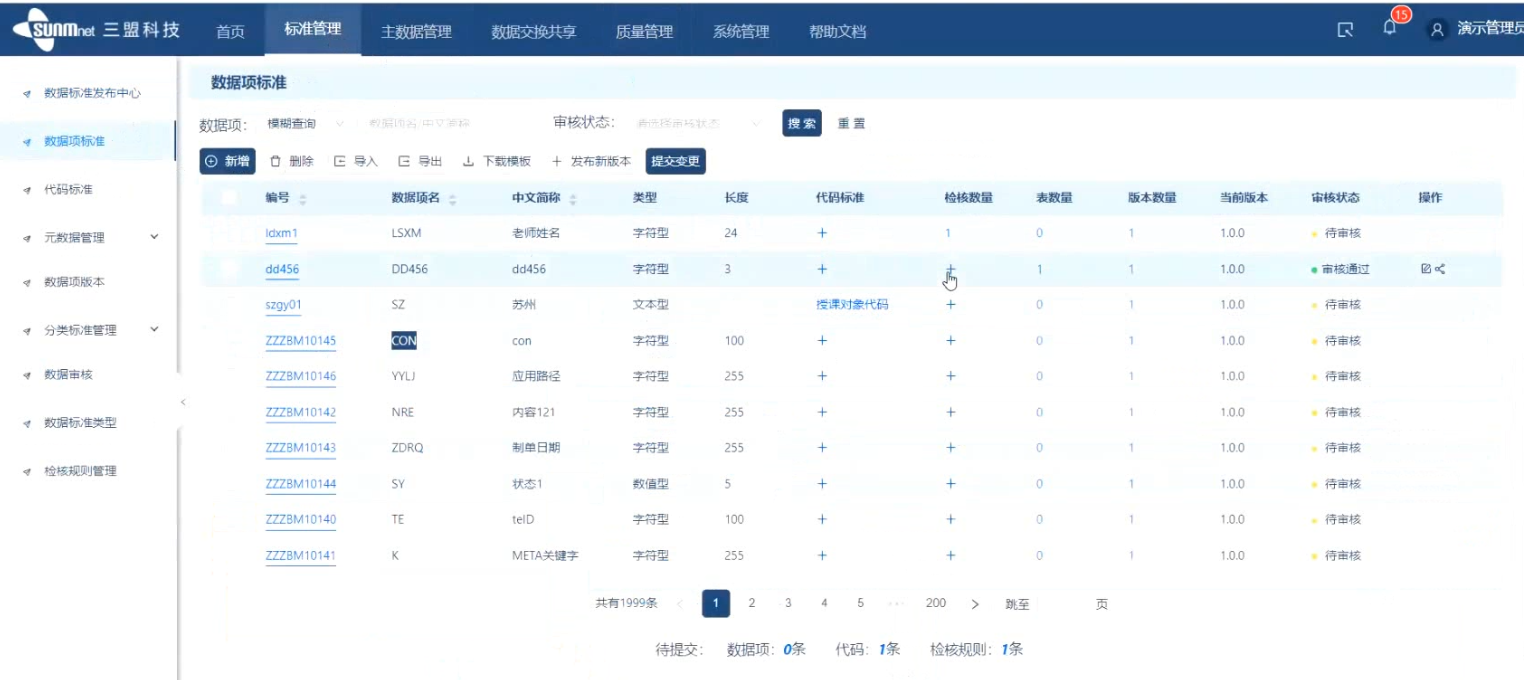 sunmnet 三盟科技 首页 标准管理 主数据管理 数据交换共享 质量管理 系统管理 帮助文档 15 演示管理员
数据标准发布中心
数据项标准
代码标准
元数据管理
数据项版本
分类标准管理
数据审核
数据标准类型
检核规则管理
数据项标准
数据项: 模糊查询 数据项名/中文简称 审核状态: 请选择审核状态 搜索 重置
新增 删除 导入 导出 下载模板 + 发布新版本 提交变更
编号 数据项名 中文简称 类型 长度 代码标准 检核数量 表数量 版本数量 当前版本 审核状态 操作
ldxm1 LSXM 老师姓名 字符型 24 + 1 0 1 1.0.0 待审核
dd456 DD456 dd456 字符型 3 + + 1 1 1.0.0 审核通过
szgy01 SZ 苏州 文本型 授课对象代码 + 0 1 1.0.0 待审核
ZZZBM10145 CON con 字符型 100 + + 0 1 1.0.0 待审核
ZZZBM10146 YYLJ 应用路径 字符型 255 + + 0 1 1.0.0 待审核
ZZZBM10142 NRE 内容121 字符型 255 + + 0 1 1.0.0 待审核
ZZZBM10143 ZDRQ 制单日期 字符型 255 + + 0 1 1.0.0 待审核
ZZZBM10144 SY 状态1 数值型 5 + + 0 1 1.0.0 待审核
ZZZBM10140 TE teID 字符型 100 + + 0 1 1.0.0 待审核
ZZZBM10141 K META关键字 字符型 255 + + 0 1 1.0.0 待审核
共有1999条 < 1 2 3 4 5 ··· 200 > 跳至 页
待提交: 数据项: 0条 代码: 1条 检核规则: 1条